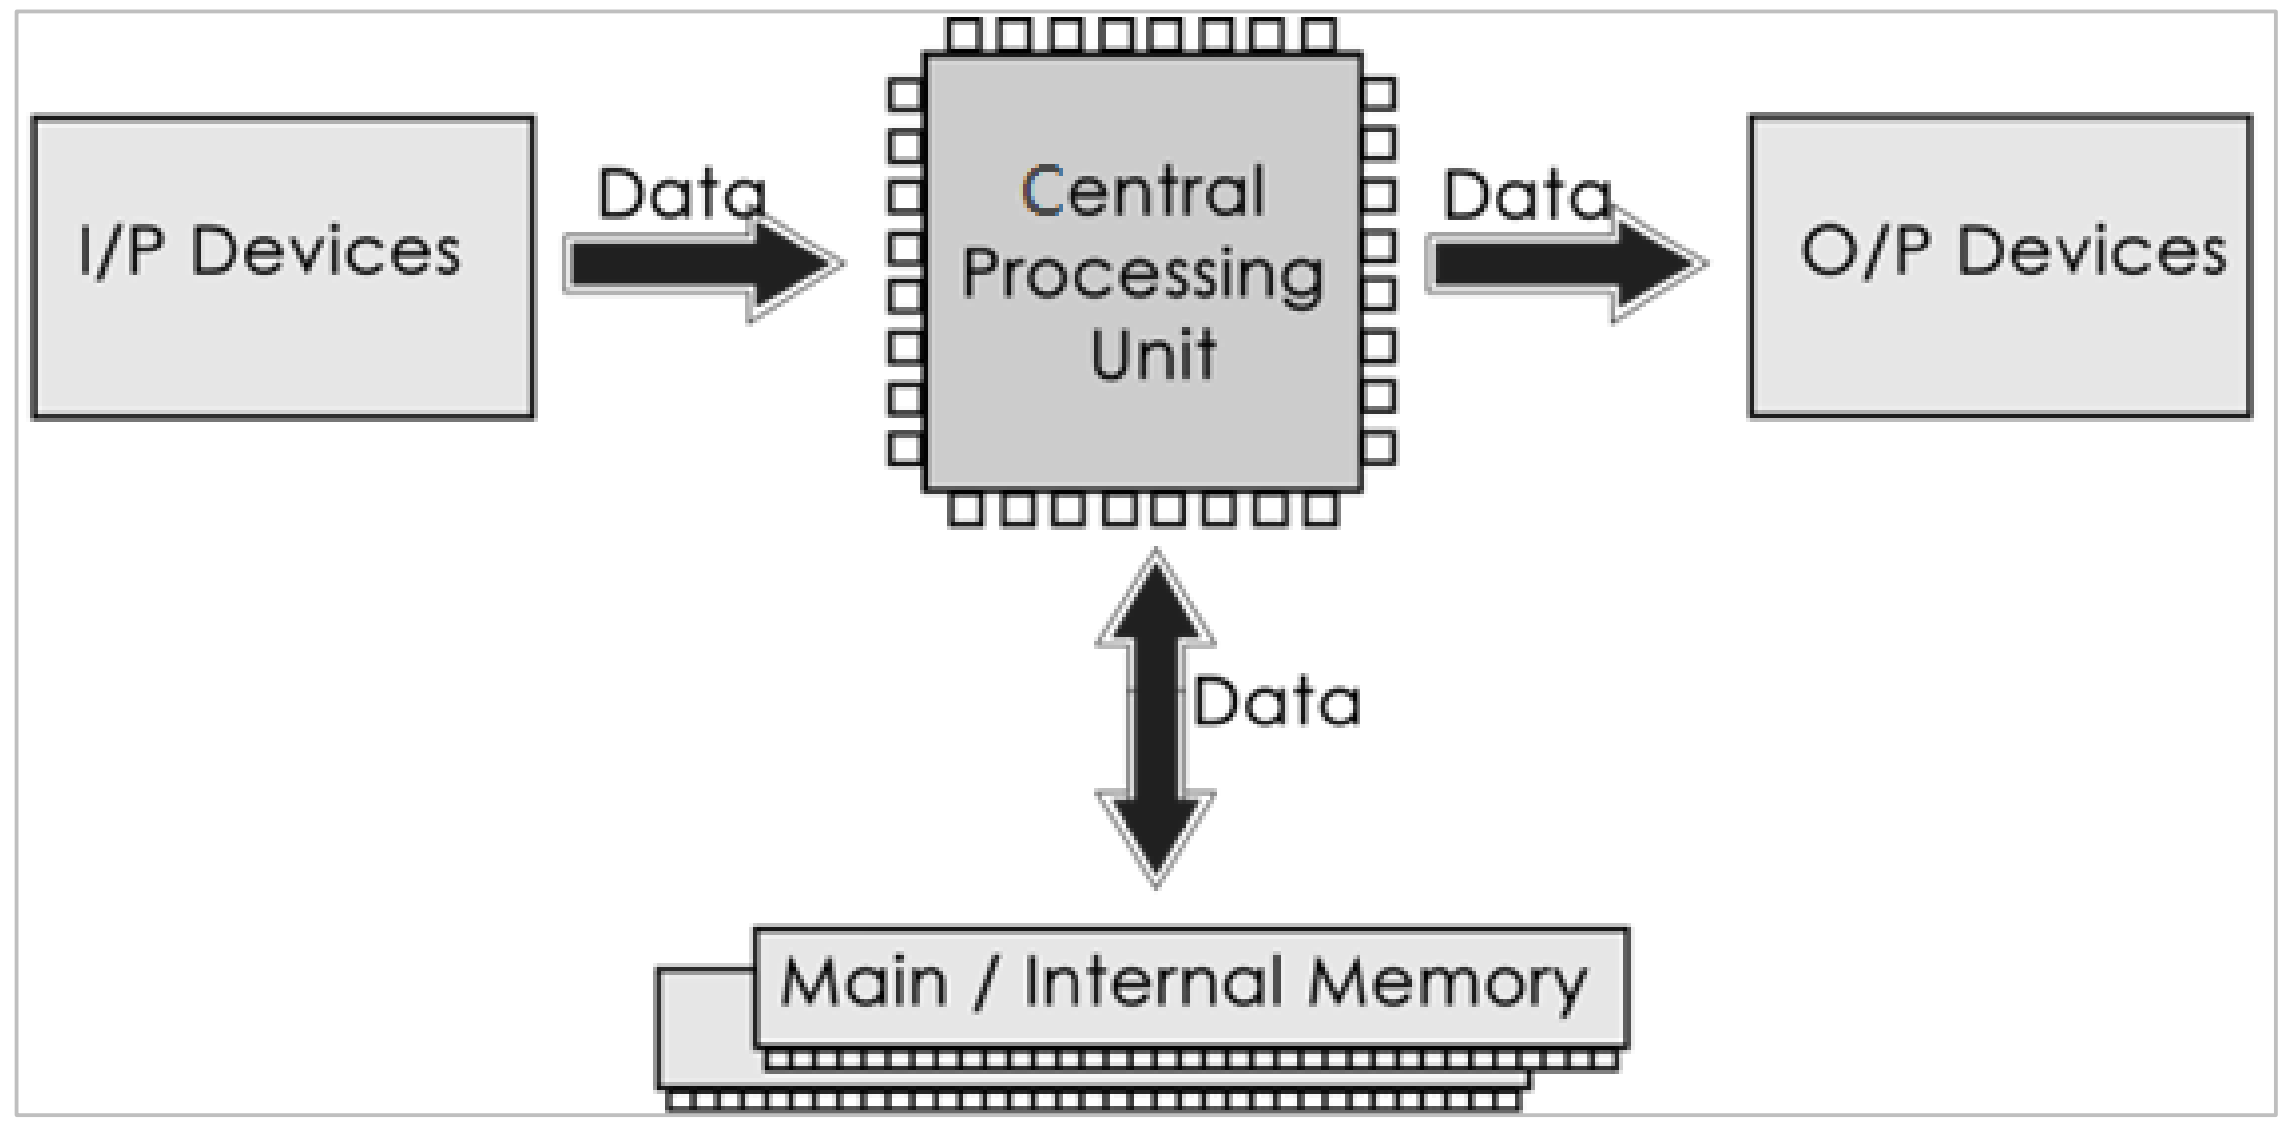 I/P Devices
Data
Central
Processing
Unit
Data
O/P Devices
Data
Main / Internal Memory